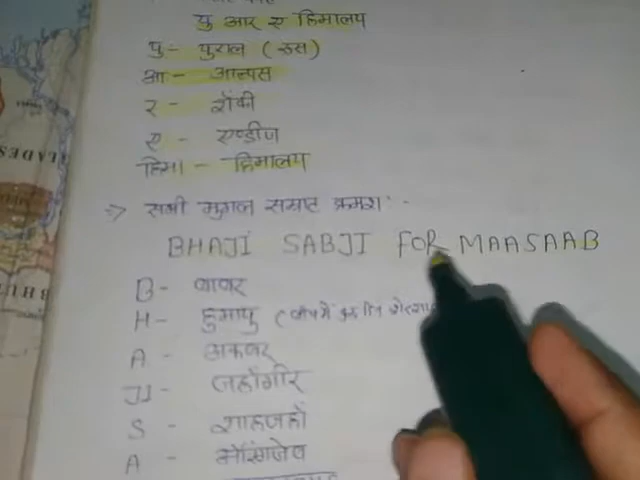 यु आर ए हिमालय
यु - युराल (रूस)
आ - आल्पस
र - रॉकी
ए - एण्डीज
हिमा - हिमालय
⇒ सभी मुगल सम्राट क्रमश: -
BHAJI SABJI FOR MAASAAB
B - बाबर
H - हुमायु (बीच में
A - अकबर
JI - जहाँगीर
S - शाहजहाँ
A - औरंगजेब